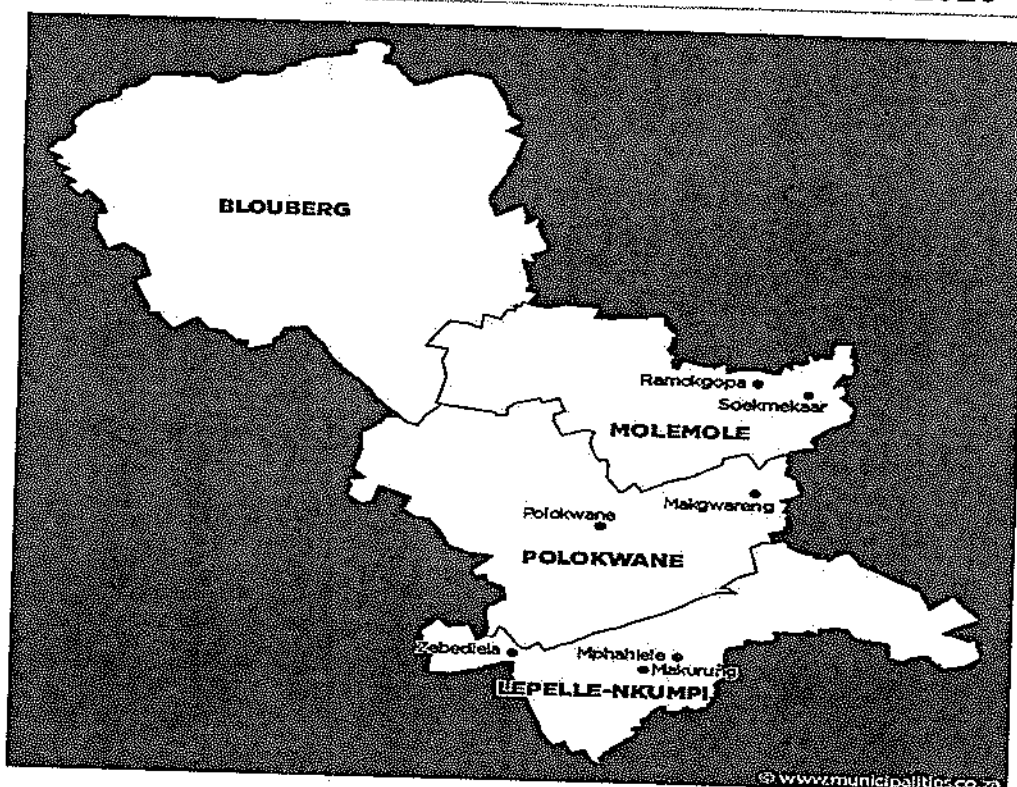 BLOUBERG
Ramokgopa
Soekmekaar
MOLEMOLE
Makgwareng
Polokwane
POLOKWANE
Zebediela
Mphahlele
Makurung
LEPELLE-NKUMPI
© www.municipalities.co.za